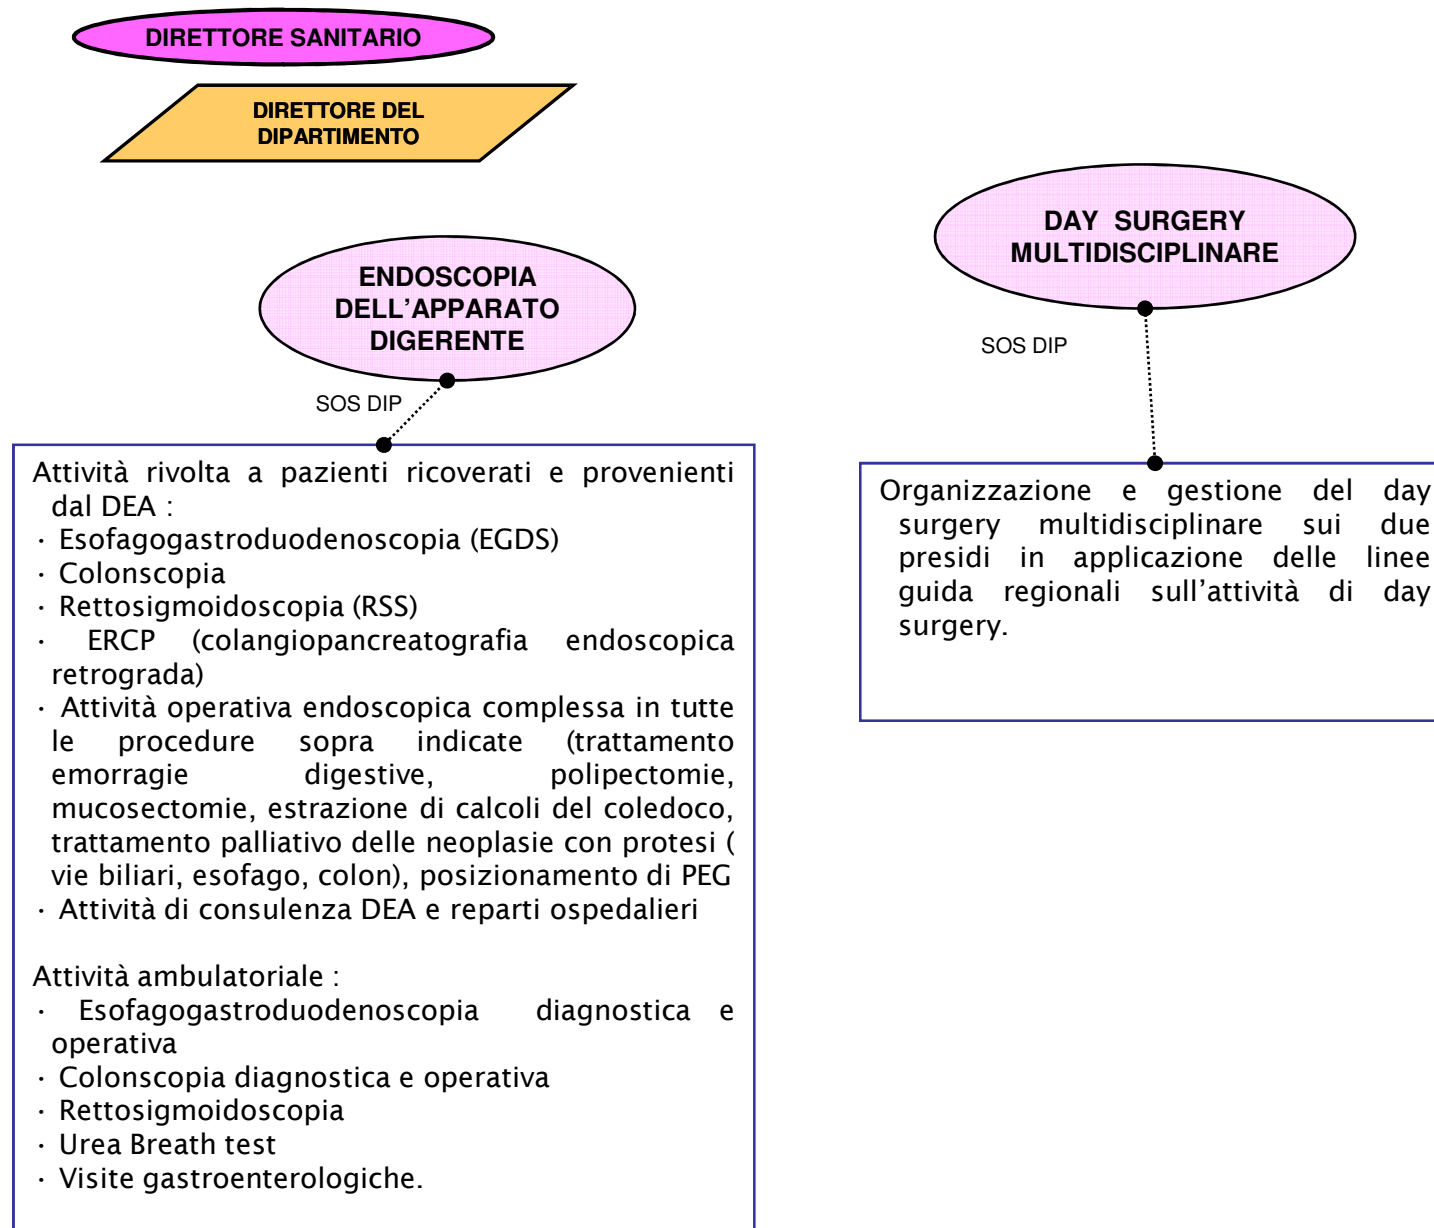 DIRETTORE SANITARIO
DIRETTORE DEL
DIPARTIMENTO
ENDOSCOPIA
DELL'APPARATO
DIGERENTE
SOS DIP
Attività rivolta a pazienti ricoverati e provenienti
dal DEA :
· Esofagogastroduodenoscopia (EGDS)
· Colonscopia
· Rettosigmoidoscopia (RSS)
· ERCP (colangiopancreatografia endoscopica
retrograda)
· Attività operativa endoscopica complessa in tutte
le procedure sopra indicate (trattamento
emorragie digestive, polipectomie,
mucosectomie, estrazione di calcoli del coledoco,
trattamento palliativo delle neoplasie con protesi (
vie biliari, esofago, colon), posizionamento di PEG
· Attività di consulenza DEA e reparti ospedalieri
Attività ambulatoriale :
· Esofagogastroduodenoscopia diagnostica e
operativa
· Colonscopia diagnostica e operativa
· Rettosigmoidoscopia
· Urea Breath test
· Visite gastroenterologiche.
DAY SURGERY
MULTIDISCIPLINARE
SOS DIP
Organizzazione e gestione del day
surgery multidisciplinare sui due
presidi in applicazione delle linee
guida regionali sull'attività di day
surgery.